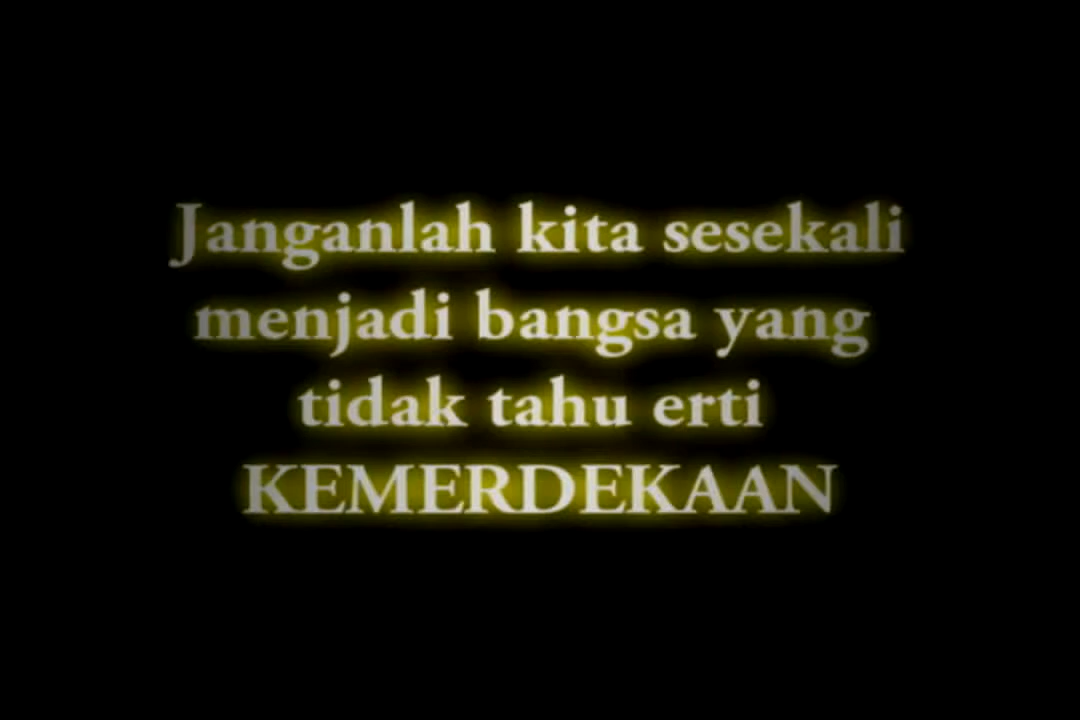 Janganlah kita sesekali
menjadi bangsa yang
tidak tahu erti
KEMERDEKAAN